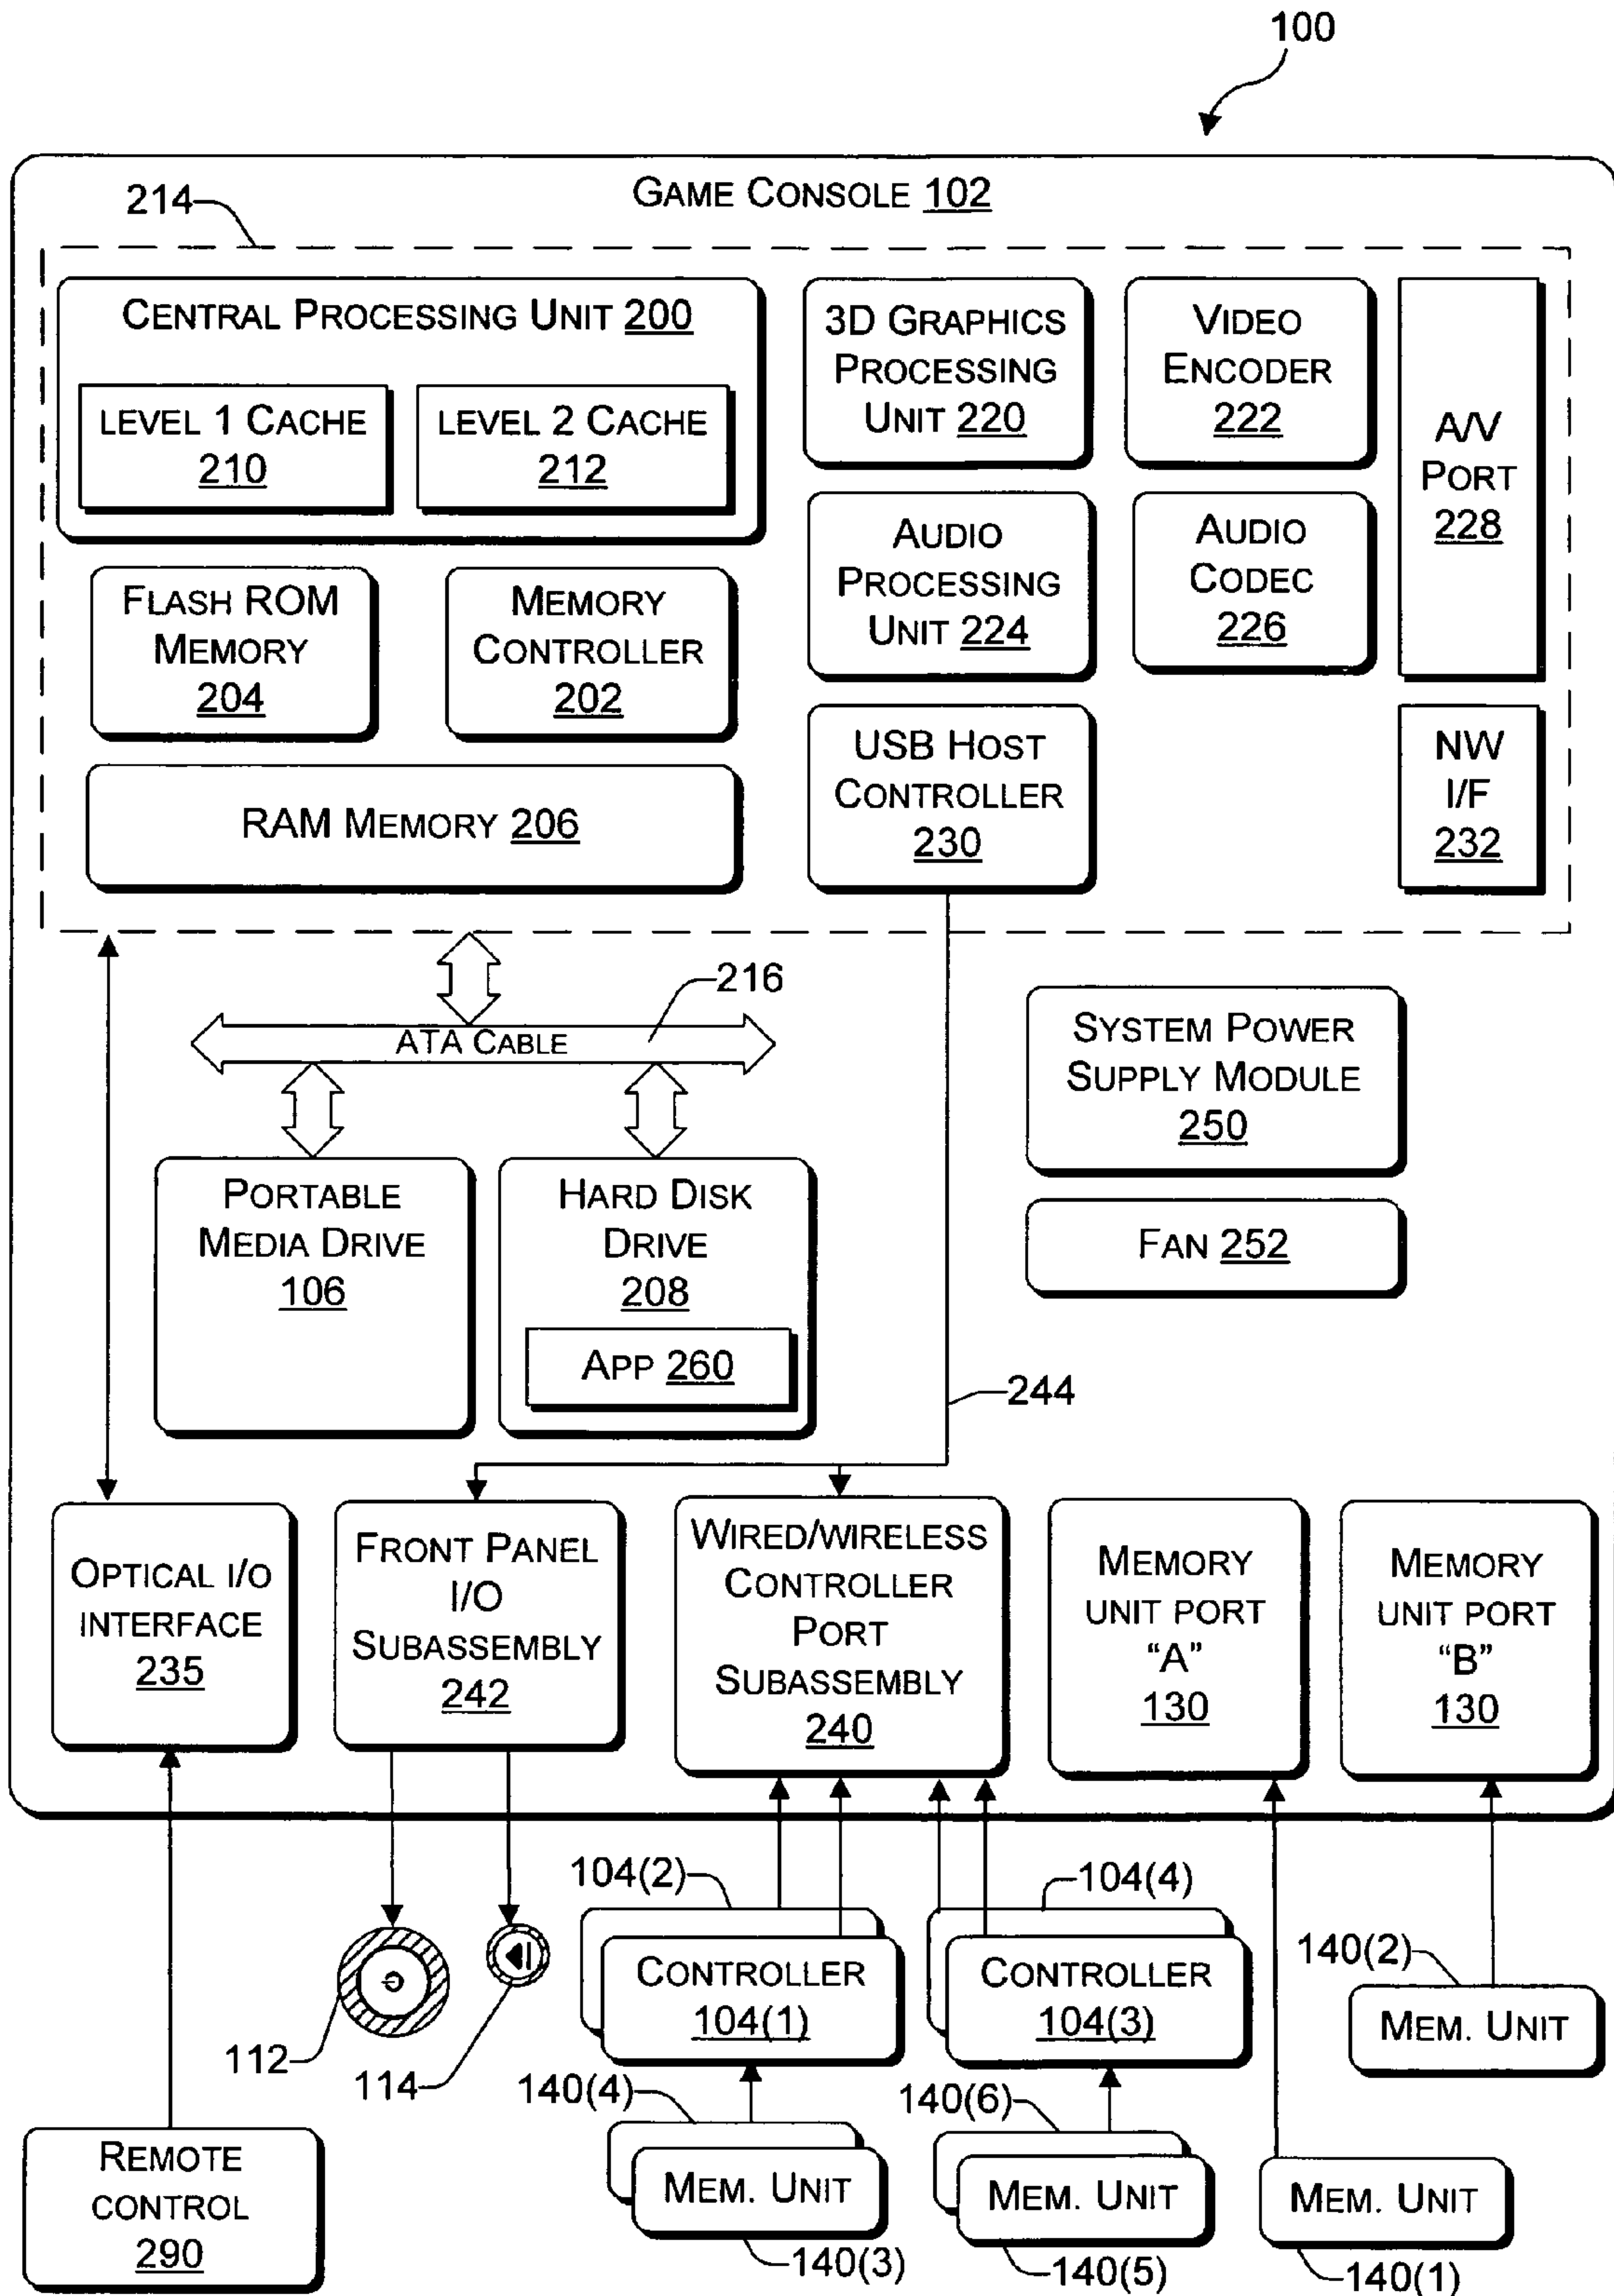 100
GAME CONSOLE 102
214
CENTRAL PROCESSING UNIT 200
LEVEL 1 CACHE
210
LEVEL 2 CACHE
212
3D GRAPHICS
PROCESSING
UNIT 220
VIDEO
ENCODER
222
A/V
PORT
228
AUDIO
PROCESSING
UNIT 224
AUDIO
CODEC
226
FLASH ROM
MEMORY
204
MEMORY
CONTROLLER
202
USB HOST
CONTROLLER
230
NW
I/F
232
RAM MEMORY 206
216
ATA CABLE
SYSTEM POWER
SUPPLY MODULE
250
PORTABLE
MEDIA DRIVE
106
HARD DISK
DRIVE
208
APP 260
FAN 252
244
OPTICAL I/O
INTERFACE
235
FRONT PANEL
I/O
SUBASSEMBLY
242
WIRED/WIRELESS
CONTROLLER
PORT
SUBASSEMBLY
240
MEMORY
UNIT PORT
“A”
130
MEMORY
UNIT PORT
“B”
130
104(2)
104(4)
CONTROLLER
104(1)
CONTROLLER
104(3)
140(2)
MEM. UNIT
112
114
140(4)
140(6)
REMOTE
CONTROL
290
MEM. UNIT
MEM. UNIT
MEM. UNIT
140(3)
140(5)
140(1)